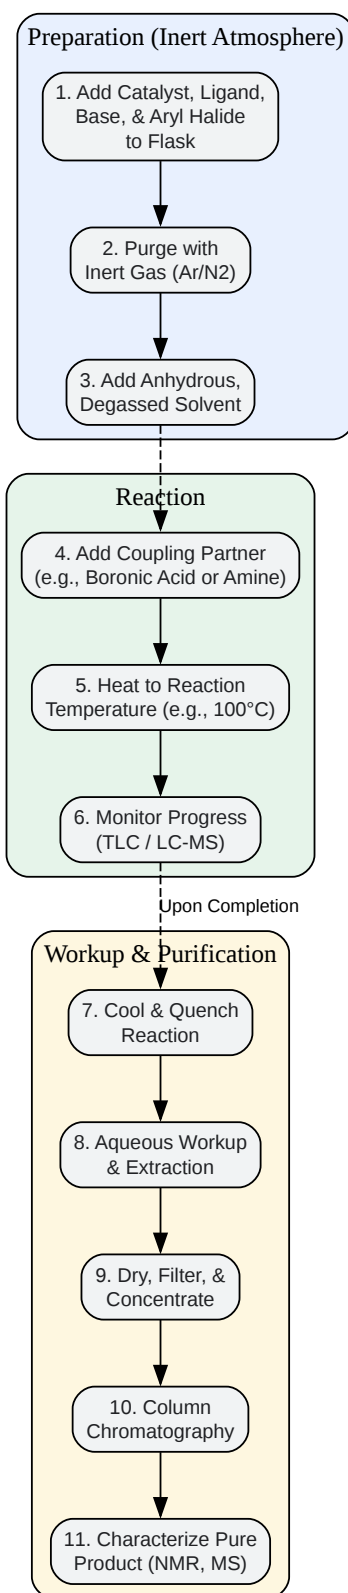 Preparation (Inert Atmosphere)
1. Add Catalyst, Ligand,
Base, & Aryl Halide
to Flask
2. Purge with
Inert Gas (Ar/N2)
3. Add Anhydrous,
Degassed Solvent
Reaction
4. Add Coupling Partner
(e.g., Boronic Acid or Amine)
5. Heat to Reaction
Temperature (e.g., 100°C)
6. Monitor Progress
(TLC / LC-MS)
Upon Completion
Workup & Purification
7. Cool & Quench
Reaction
8. Aqueous Workup
& Extraction
9. Dry, Filter, &
Concentrate
10. Column
Chromatography
11. Characterize Pure
Product (NMR, MS)